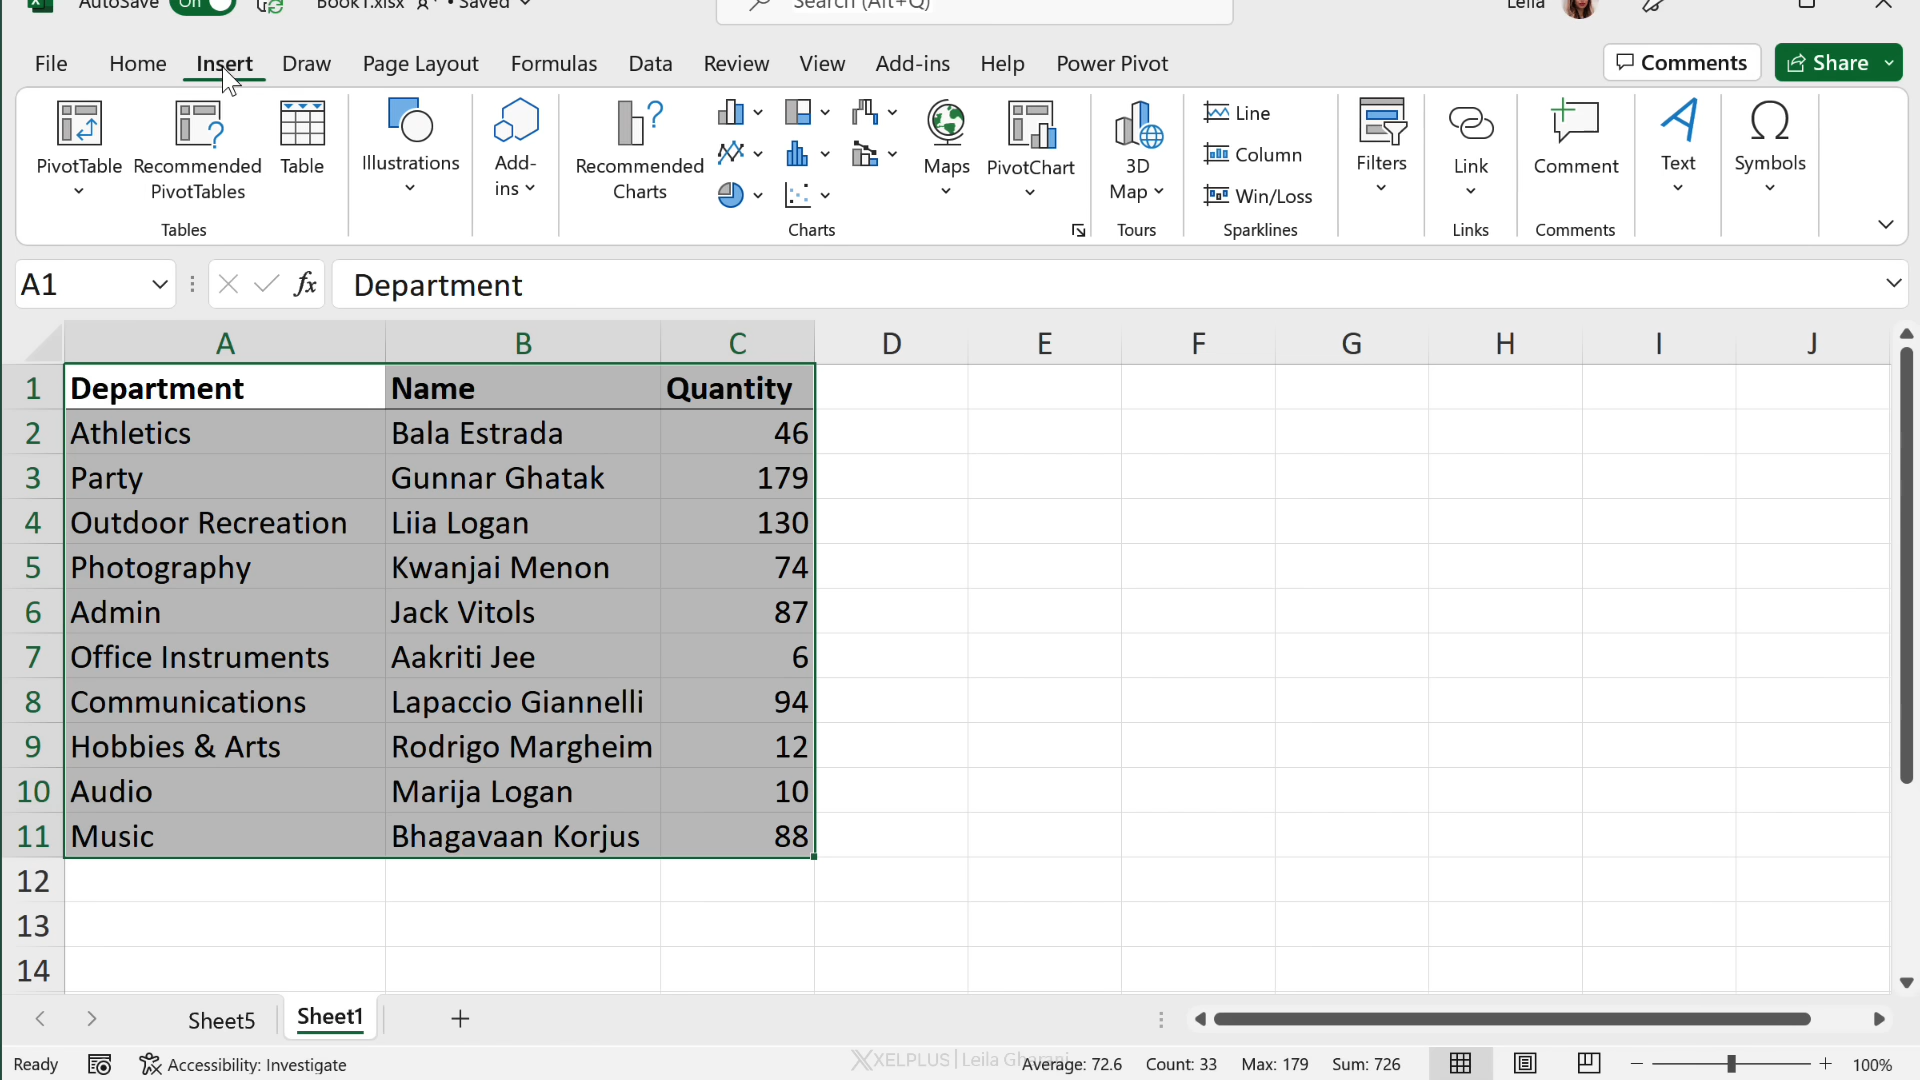 AutoSave On Book1.xlsx • Saved Search (Alt+Q) Leila
File Home Insert Draw Page Layout Formulas Data Review View Add-ins Help Power Pivot Comments Share
PivotTable
Recommended
PivotTables
Table
Tables
Illustrations
Add-
ins
Recommended
Charts
Maps
PivotChart
Charts
3D
Map
Tours
Line
Column
Win/Loss
Sparklines
Filters
Link
Links
Comment
Comments
Text
Symbols
A1 fx Department
A B C D E F G H I J
1 Department Name Quantity
2 Athletics Bala Estrada 46
3 Party Gunnar Ghatak 179
4 Outdoor Recreation Liia Logan 130
5 Photography Kwanjai Menon 74
6 Admin Jack Vitols 87
7 Office Instruments Aakriti Jee 6
8 Communications Lapaccio Giannelli 94
9 Hobbies & Arts Rodrigo Margheim 12
10 Audio Marija Logan 10
11 Music Bhagavaan Korjus 88
12
13
14
Sheet5 Sheet1
Ready Accessibility: Investigate XELPLUS | Leila Gharani Average: 72.6 Count: 33 Max: 179 Sum: 726 100%